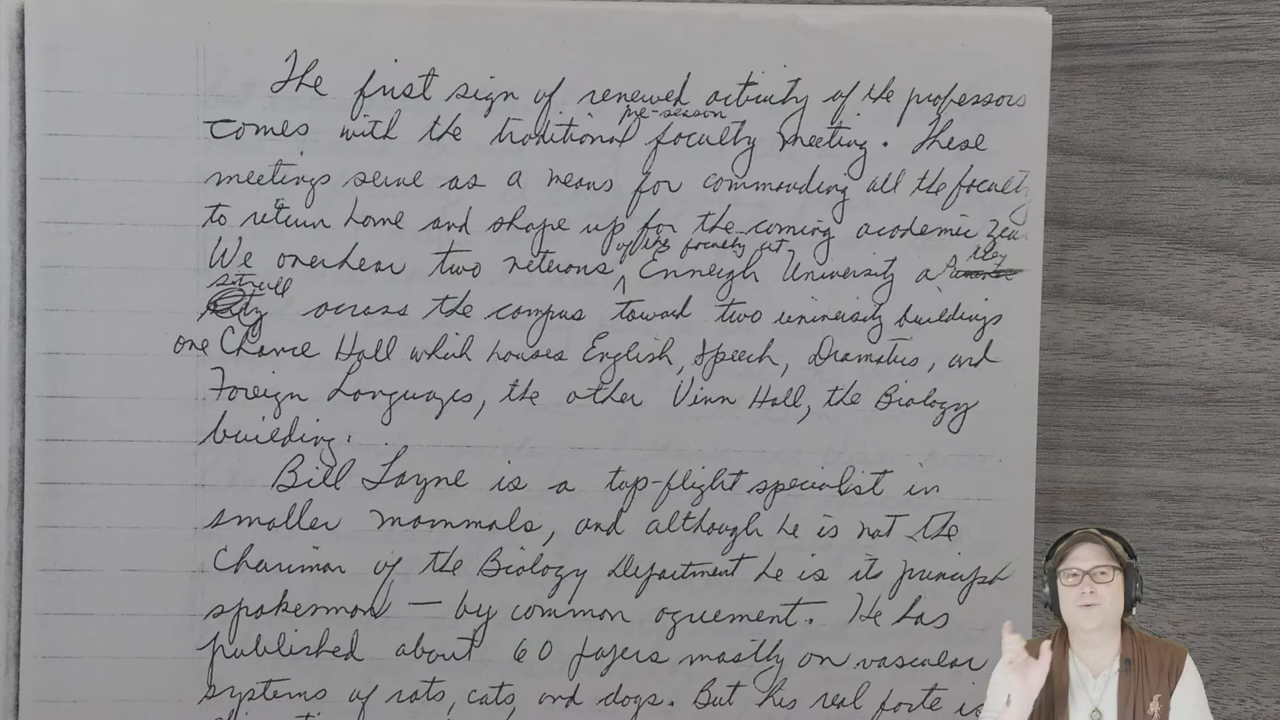 The first sign of renewed activity of the professors
comes with the traditional pre-season faculty meeting. These
meetings serve as a means for commanding all the faculty
to return home and shape up for the coming academic year
We overhear two veterans of the faculty at Enneigh University as they
stroll across the campus toward two university buildings
one Chance Hall which houses English, Speech, Dramatics, and
Foreign Languages, the other Vinn Hall, the Biology
building.
Bill Layne is a top-flight specialist in
smaller mammals, and although he is not the
Chairman of the Biology Department he is its principal
spokesman — by common agreement. He has
published about 60 papers mostly on vascular
systems of rats, cats, and dogs. But his real forte is